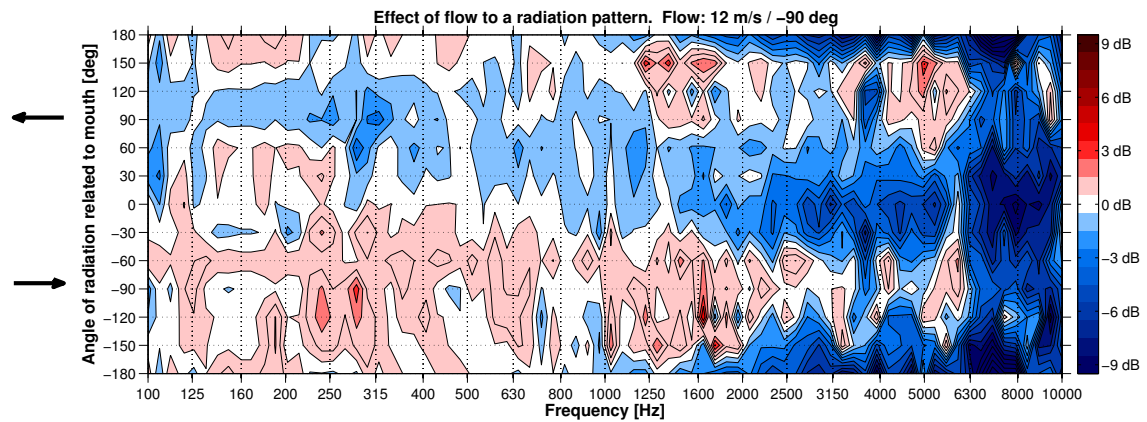 Effect of flow to a radiation pattern.  Flow: 12 m/s / −90 deg
Angle of radiation related to mouth [deg]
180
150
120
90
60
30
0
−30
−60
−90
−120
−150
−180
100 125 160 200 250 315 400 500 630 800 1000 1250 1600 2000 2500 3150 4000 5000 6300 8000 10000
Frequency [Hz]
9 dB
6 dB
3 dB
0 dB
−3 dB
−6 dB
−9 dB